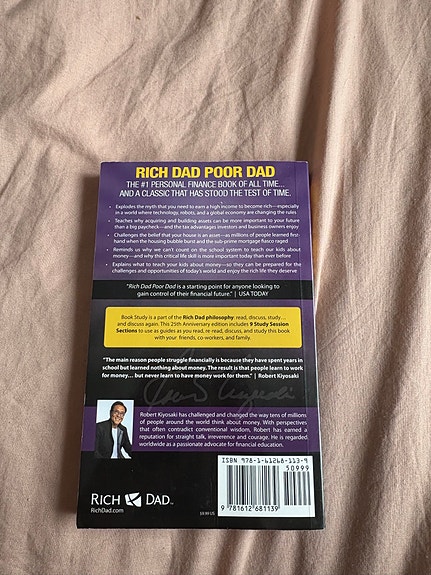 RICH DAD POOR DAD
THE #1 PERSONAL FINANCE BOOK OF ALL TIME...
AND A CLASSIC THAT HAS STOOD THE TEST OF TIME.
• Explodes the myth that you need to earn a high income to become rich—especially
in a world where technology, robots, and a global economy are changing the rules
• Teaches why acquiring and building assets can be more important to your future
than a big paycheck—and the tax advantages investors and business owners enjoy
• Challenges the belief that your house is an asset—as millions of people learned first-
hand when the housing bubble burst and the sub-prime mortgage fiasco raged
• Reminds us why we can't count on the school system to teach our kids about
money—and why this critical life skill is more important today than ever before
• Explains what to teach your kids about money—so they can be prepared for the
challenges and opportunities of today's world and enjoy the rich life they deserve
"Rich Dad Poor Dad is a starting point for anyone looking to
gain control of their financial future." | USA TODAY
Book Study is a part of the Rich Dad philosophy: read, discuss, study...
and discuss again. This 25th Anniversary edition includes 9 Study Session
Sections to use as guides as you read, re-read, discuss, and study this book
with your friends, co-workers, and family.
"The main reason people struggle financially is because they have spent years in
school but learned nothing about money. The result is that people learn to work
for money... but never learn to have money work for them." | Robert Kiyosaki
Robert Kiyosaki has challenged and changed the way tens of millions
of people around the world think about money. With perspectives
that often contradict conventional wisdom, Robert has earned a
reputation for straight talk, irreverence and courage. He is regarded
worldwide as a passionate advocate for financial education.
ISBN 978-1-61268-113-9
50999
9 781612 681139
RICH DAD™
RichDad.com
$9.99 US